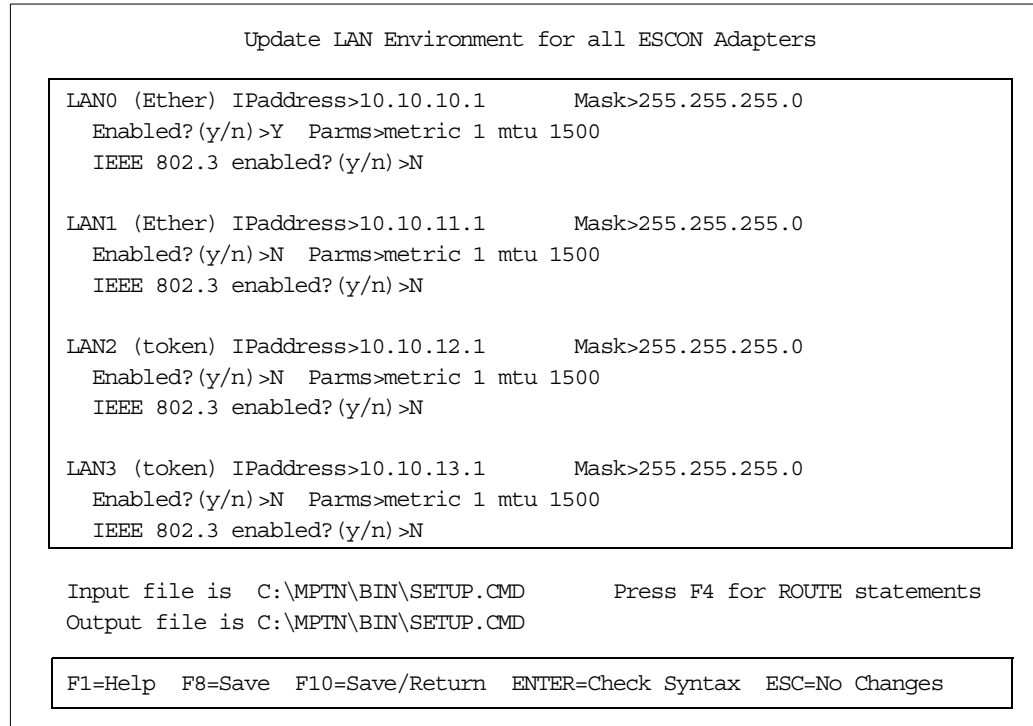 Update LAN Environment for all ESCON Adapters
LAN0 (Ether) IPaddress>10.10.10.1 Mask>255.255.255.0
Enabled?(y/n)>Y Parms>metric 1 mtu 1500
IEEE 802.3 enabled?(y/n)>N
LAN1 (Ether) IPaddress>10.10.11.1 Mask>255.255.255.0
Enabled?(y/n)>N Parms>metric 1 mtu 1500
IEEE 802.3 enabled?(y/n)>N
LAN2 (token) IPaddress>10.10.12.1 Mask>255.255.255.0
Enabled?(y/n)>N Parms>metric 1 mtu 1500
IEEE 802.3 enabled?(y/n)>N
LAN3 (token) IPaddress>10.10.13.1 Mask>255.255.255.0
Enabled?(y/n)>N Parms>metric 1 mtu 1500
IEEE 802.3 enabled?(y/n)>N
Input file is C:\MPTN\BIN\SETUP.CMD Press F4 for ROUTE statements
Output file is C:\MPTN\BIN\SETUP.CMD
F1=Help F8=Save F10=Save/Return ENTER=Check Syntax ESC=No Changes